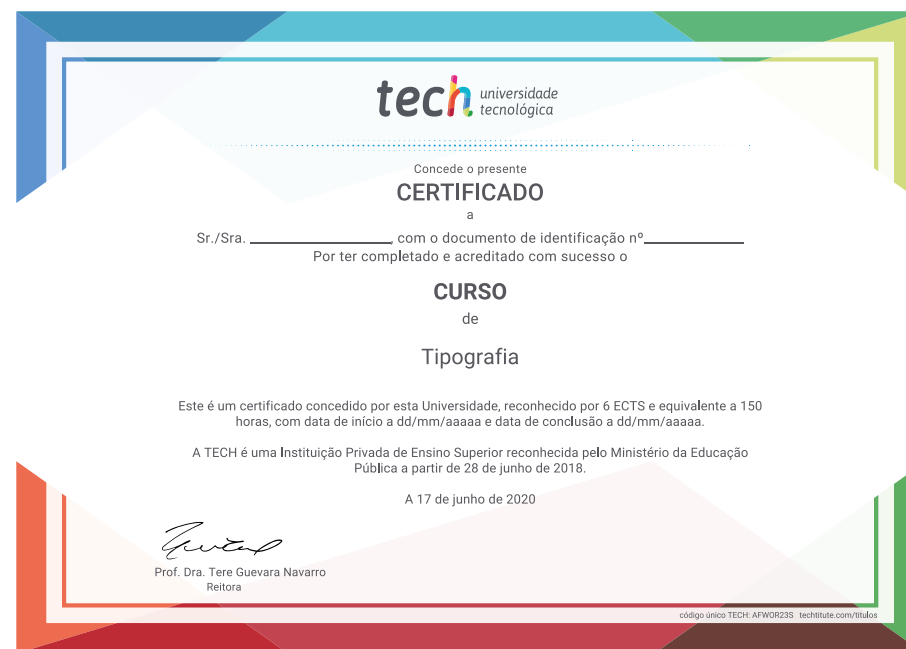 tech universidade
tecnológica
Concede o presente
CERTIFICADO
a
Sr./Sra. ____________________, com o documento de identificação nº______________
Por ter completado e acreditado com sucesso o
CURSO
de
Tipografia
Este é um certificado concedido por esta Universidade, reconhecido por 6 ECTS e equivalente a 150
horas, com data de início a dd/mm/aaaaa e data de conclusão a dd/mm/aaaaa.
A TECH é uma Instituição Privada de Ensino Superior reconhecida pelo Ministério da Educação
Pública a partir de 28 de junho de 2018.
A 17 de junho de 2020
Prof. Dra. Tere Guevara Navarro
Reitora
código único TECH: AFWOR23S techtitute.com/titulos